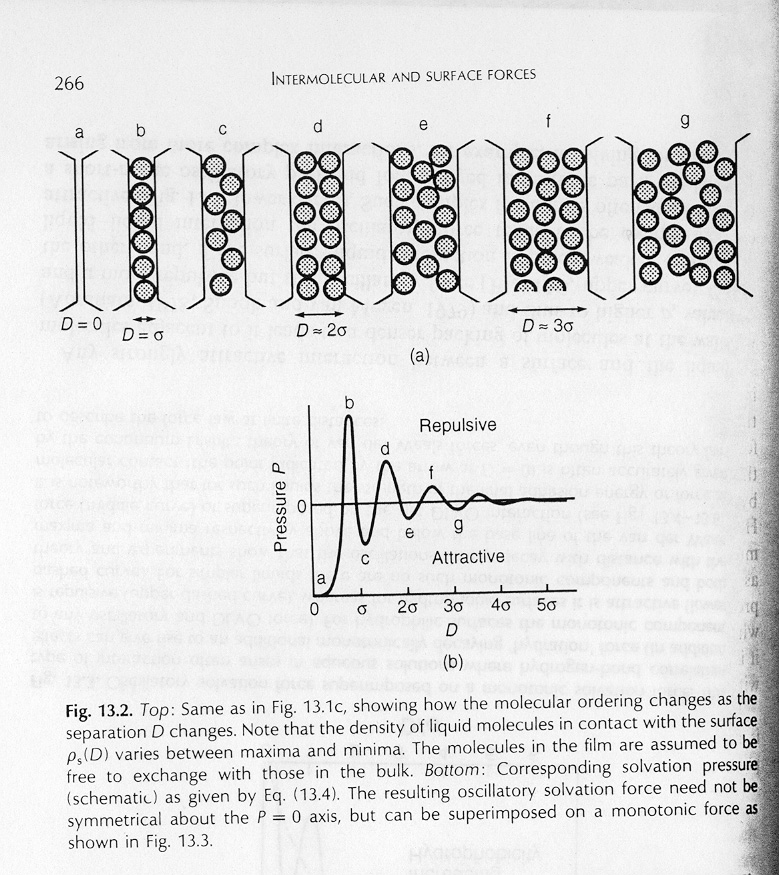 266
INTERMOLECULAR AND SURFACE FORCES
a b c d e f g
D = 0
D = σ
D ≈ 2σ
D ≈ 3σ
(a)
b
Repulsive
d
f
Pressure P
0
e
g
c
Attractive
a
0 σ 2σ 3σ 4σ 5σ
D
(b)
Fig. 13.2. Top: Same as in Fig. 13.1c, showing how the molecular ordering changes as the
separation D changes. Note that the density of liquid molecules in contact with the surface
ρs(D) varies between maxima and minima. The molecules in the film are assumed to be
free to exchange with those in the bulk. Bottom: Corresponding solvation pressure
(schematic) as given by Eq. (13.4). The resulting oscillatory solvation force need not be
symmetrical about the P = 0 axis, but can be superimposed on a monotonic force as
shown in Fig. 13.3.